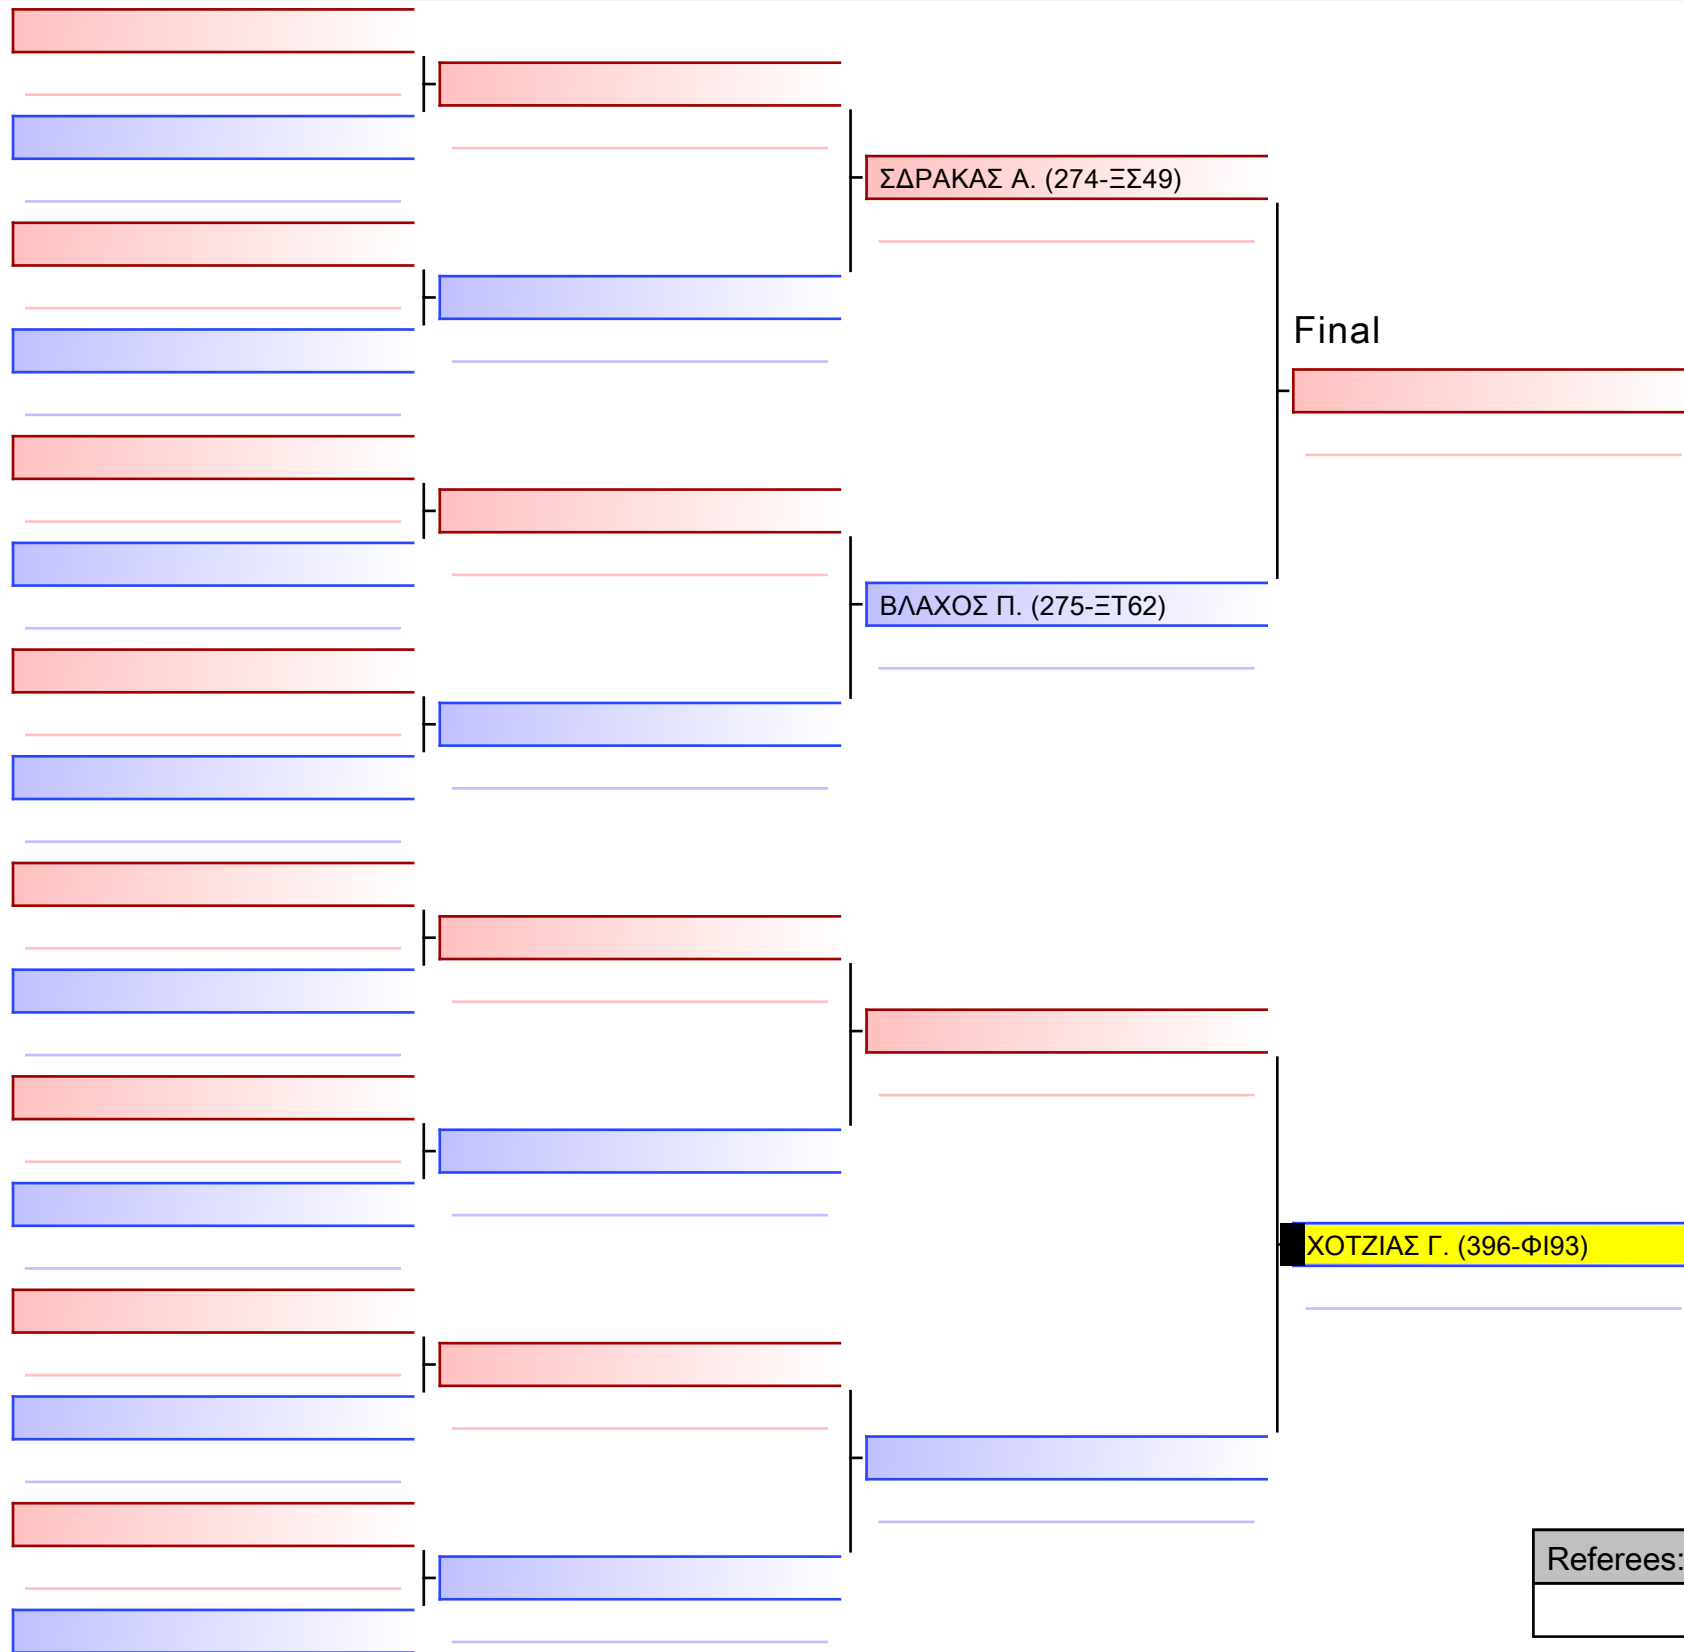 ΣΔΡΑΚΑΣ Α. (274-ΞΣ49)
Final
ΒΛΑΧΟΣ Π. (275-ΞΤ62)
ΧΟΤΖΙΑΣ Γ. (396-ΦΙ93)
Referees: